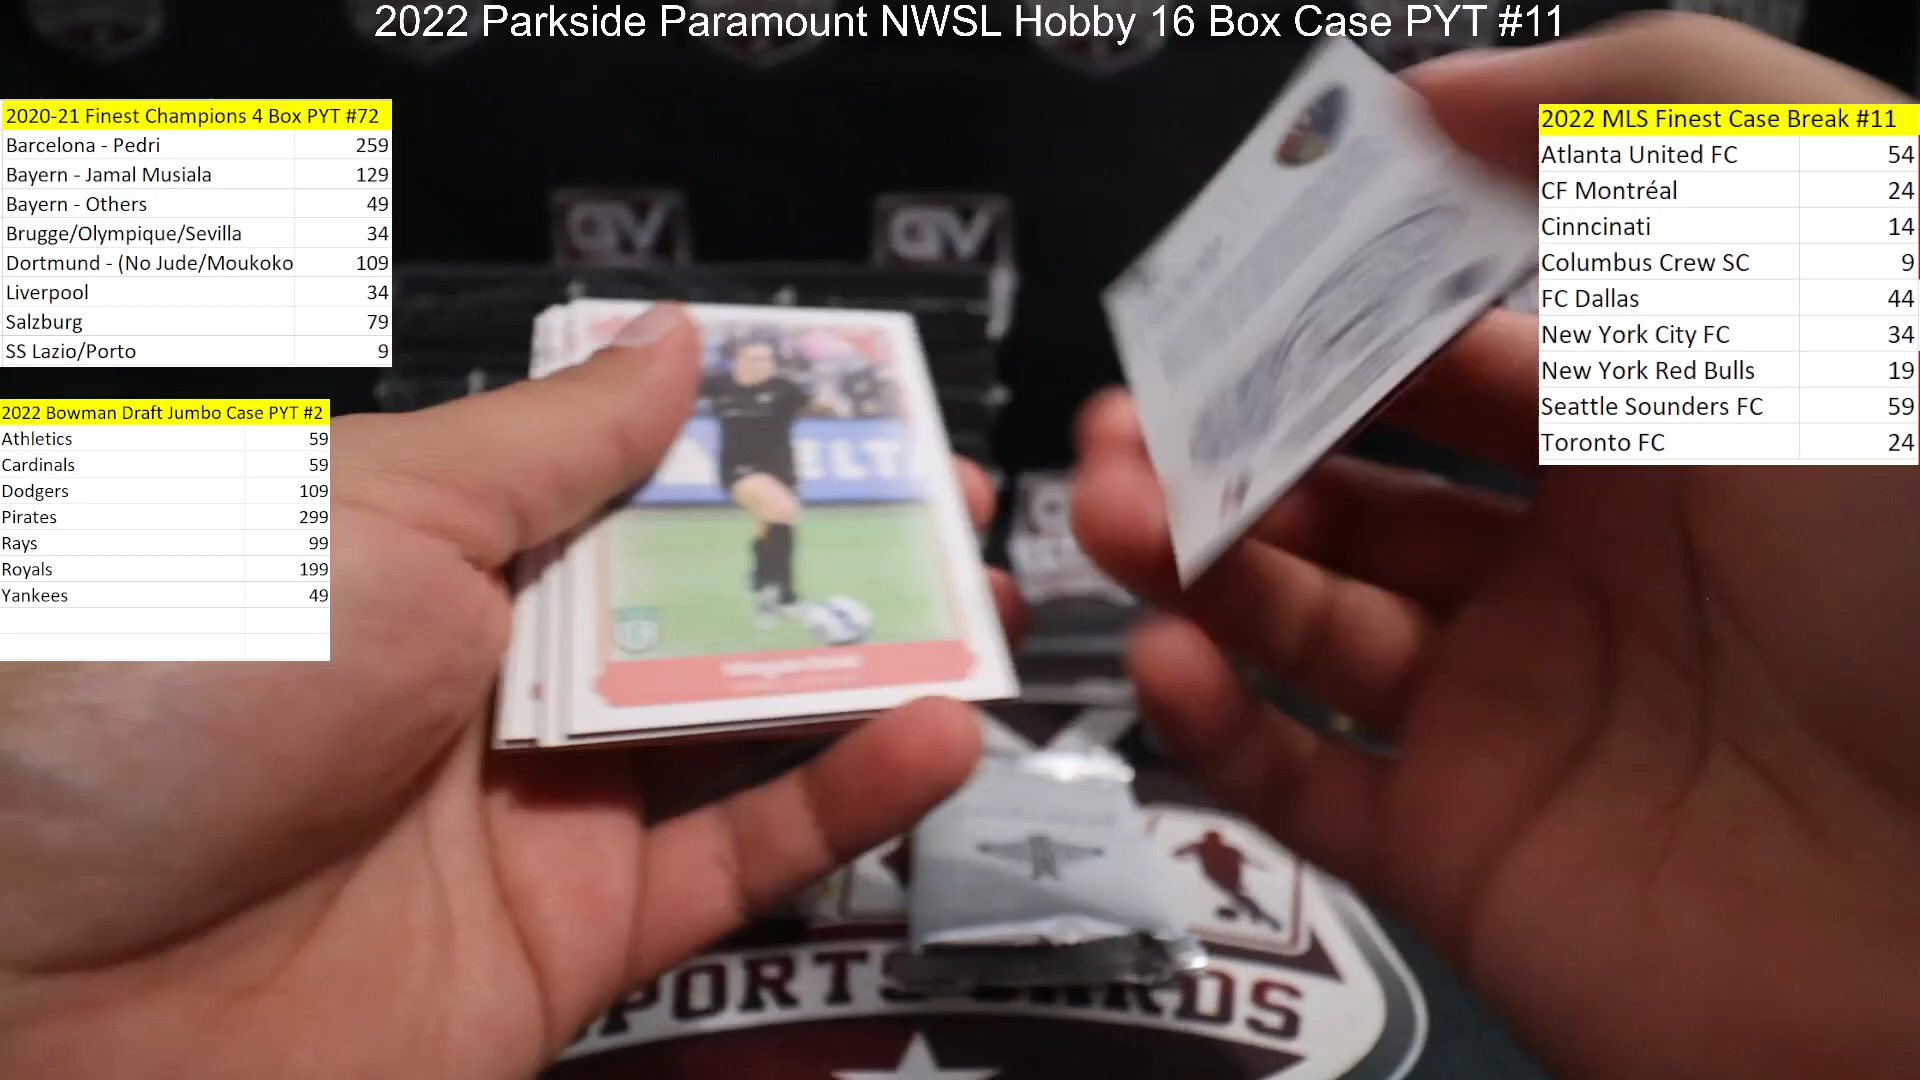 2022 Parkside Paramount NWSL Hobby 16 Box Case PYT #11
2020-21 Finest Champions 4 Box PYT #72
Barcelona - Pedri 259
Bayern - Jamal Musiala 129
Bayern - Others 49
Brugge/Olympique/Sevilla 34
Dortmund - (No Jude/Moukoko 109
Liverpool 34
Salzburg 79
SS Lazio/Porto 9
2022 Bowman Draft Jumbo Case PYT #2
Athletics 59
Cardinals 59
Dodgers 109
Pirates 299
Rays 99
Royals 199
Yankees 49
2022 MLS Finest Case Break #11
Atlanta United FC 54
CF Montréal 24
Cinncinati 14
Columbus Crew SC 9
FC Dallas 44
New York City FC 34
New York Red Bulls 19
Seattle Sounders FC 59
Toronto FC 24
GV GV
SPORTS CARDS